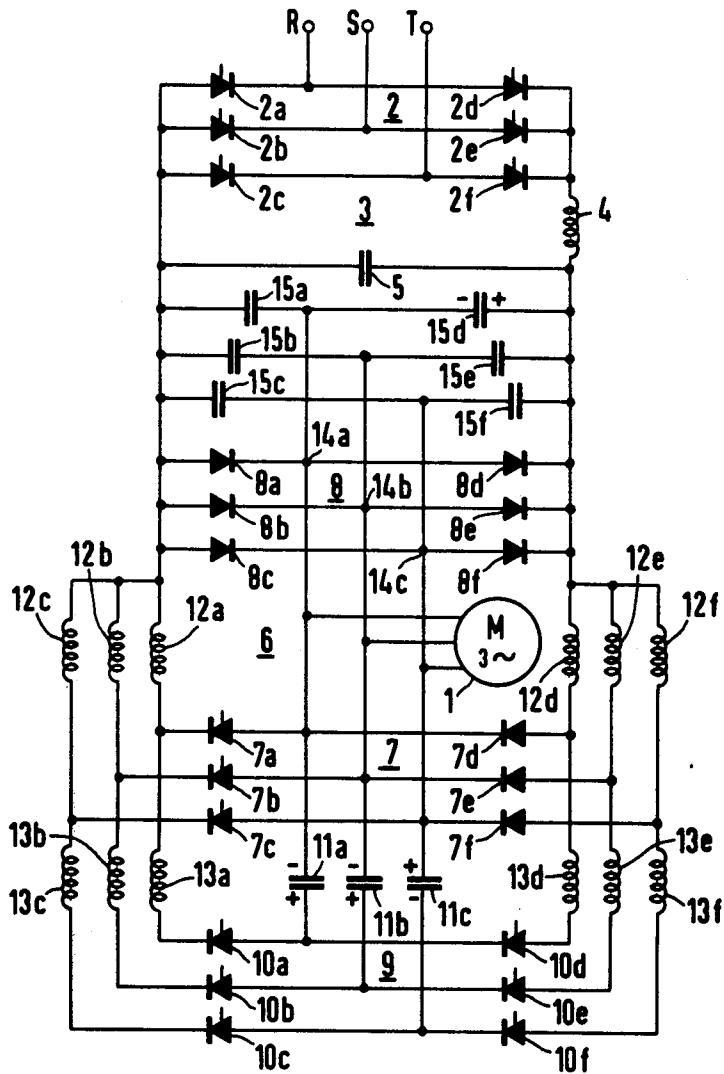 R S T
2a 2 2d
2b 2e
2c 2f
3 4
5
15a - +
15d
15b
15e
15c
15f
14a
8a 8 14b 8d
8b 8e
12b 8c 14c 8f 12e
12c 12a 12f
6 M
3~
1 12d
7a 7 7d
7b 7e
13b 7c 7f 13e
- 11a - +
13c 13a + + 11b - 11c 13d 13f
10a 9 10d
10b 10e
10c 10f